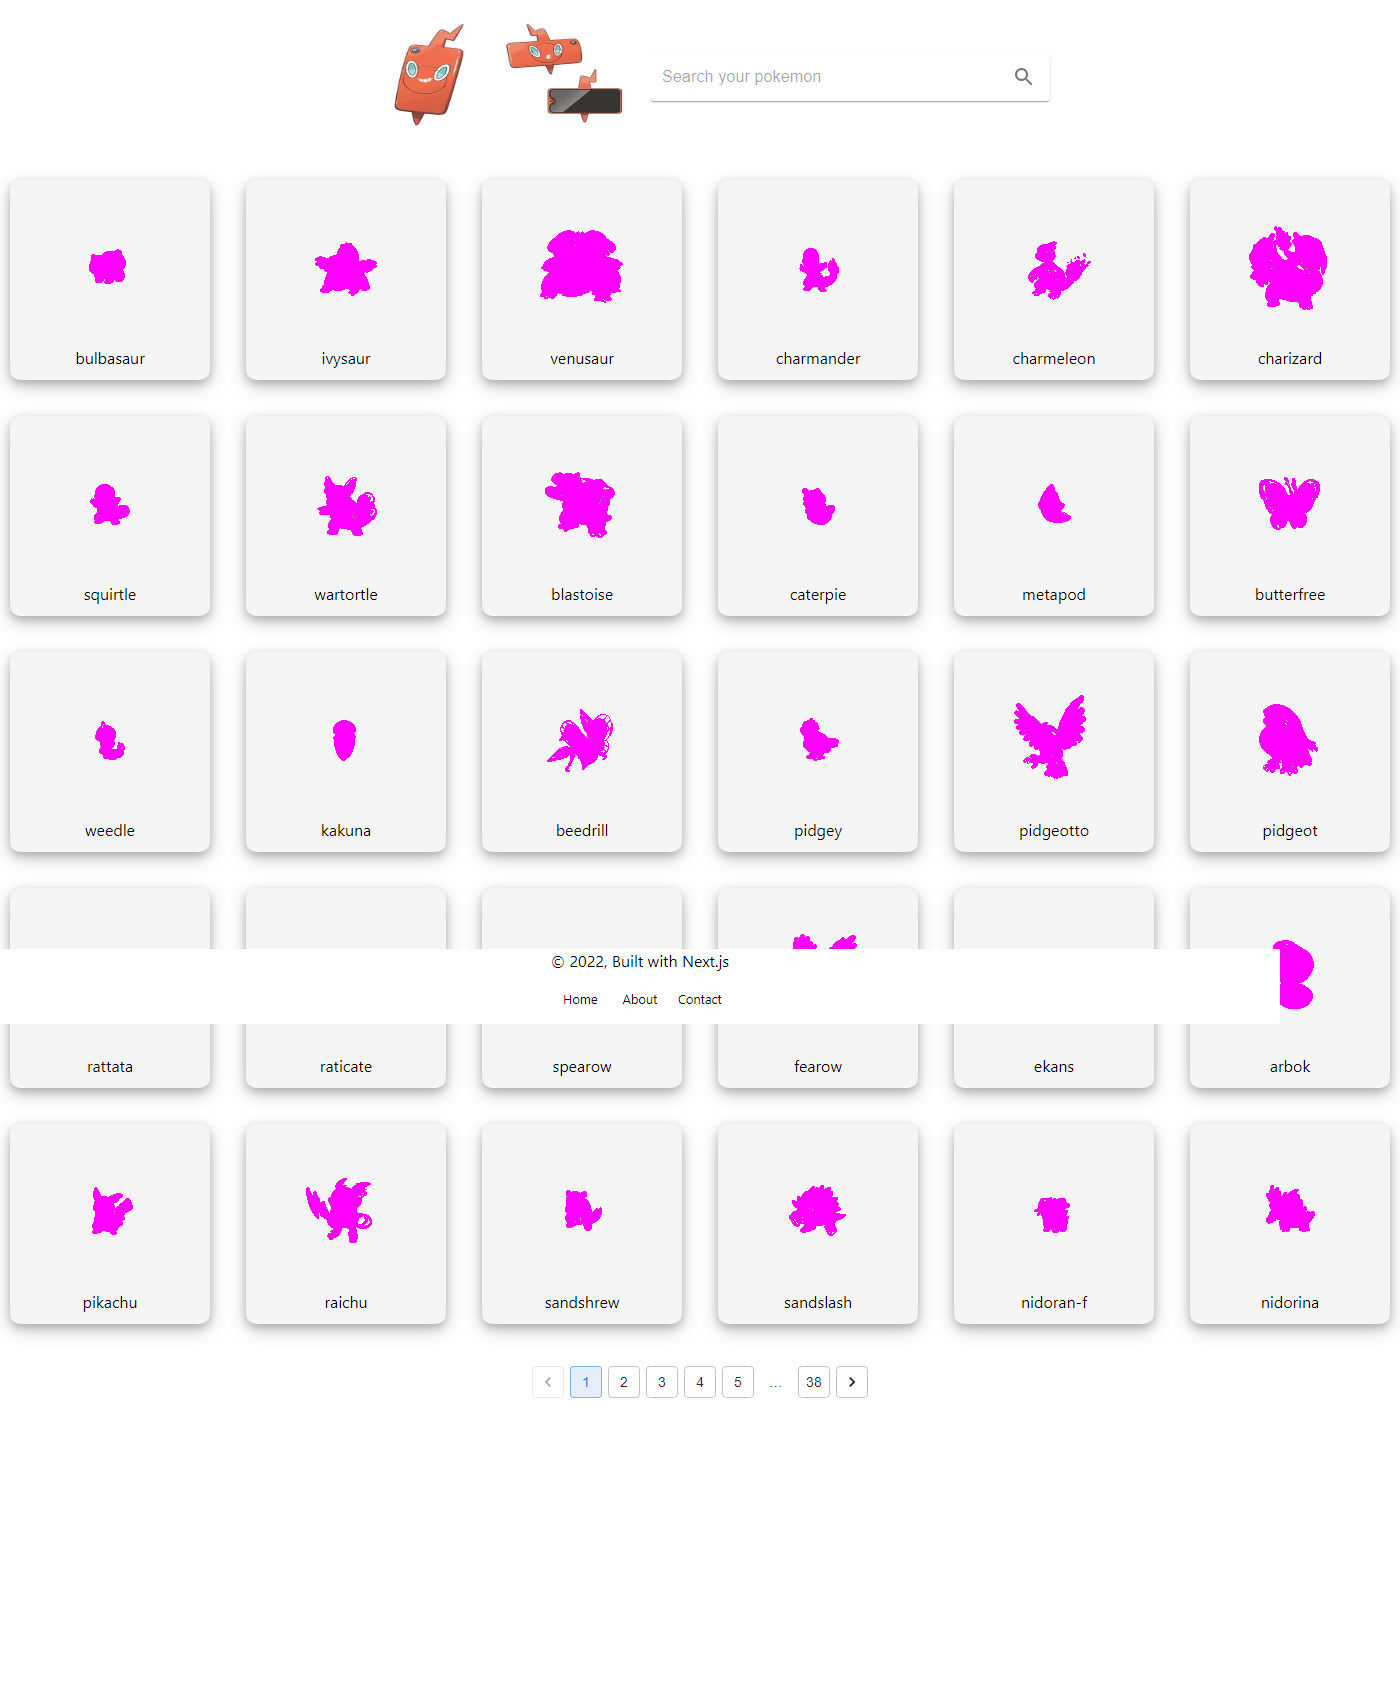 Search your pokemon
bulbasaur ivysaur venusaur charmander charmeleon charizard
squirtle wartortle blastoise caterpie metapod butterfree
weedle kakuna beedrill pidgey pidgeotto pidgeot
© 2022, Built with Next.js
Home About Contact
rattata raticate spearow fearow ekans arbok
pikachu raichu sandshrew sandslash nidoran-f nidorina
1 2 3 4 5 … 38